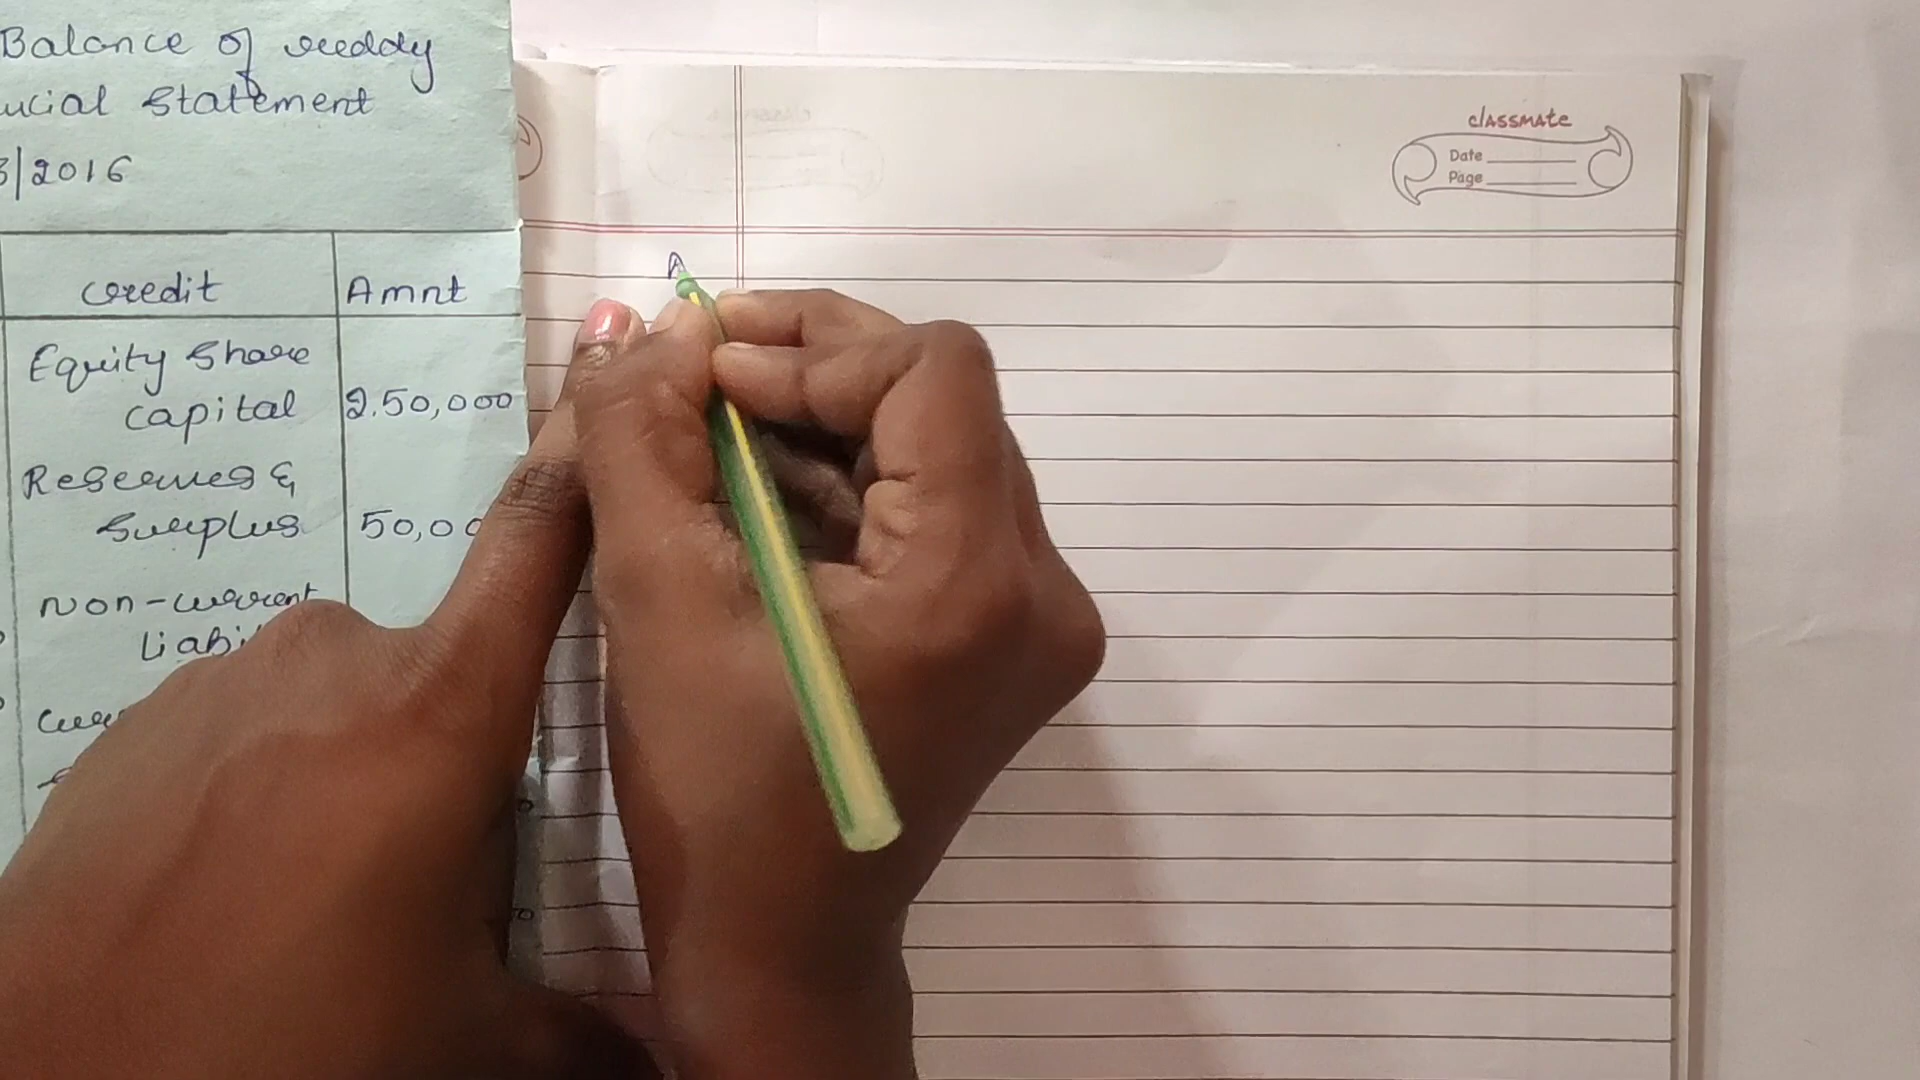 Balance of reddy
ucial Statement
3/2016
credit Amnt
Equity Share
capital 2.50,000
Reserves &
Surplus 50,00
non-current
Liabi
classmate
Date
Page
A